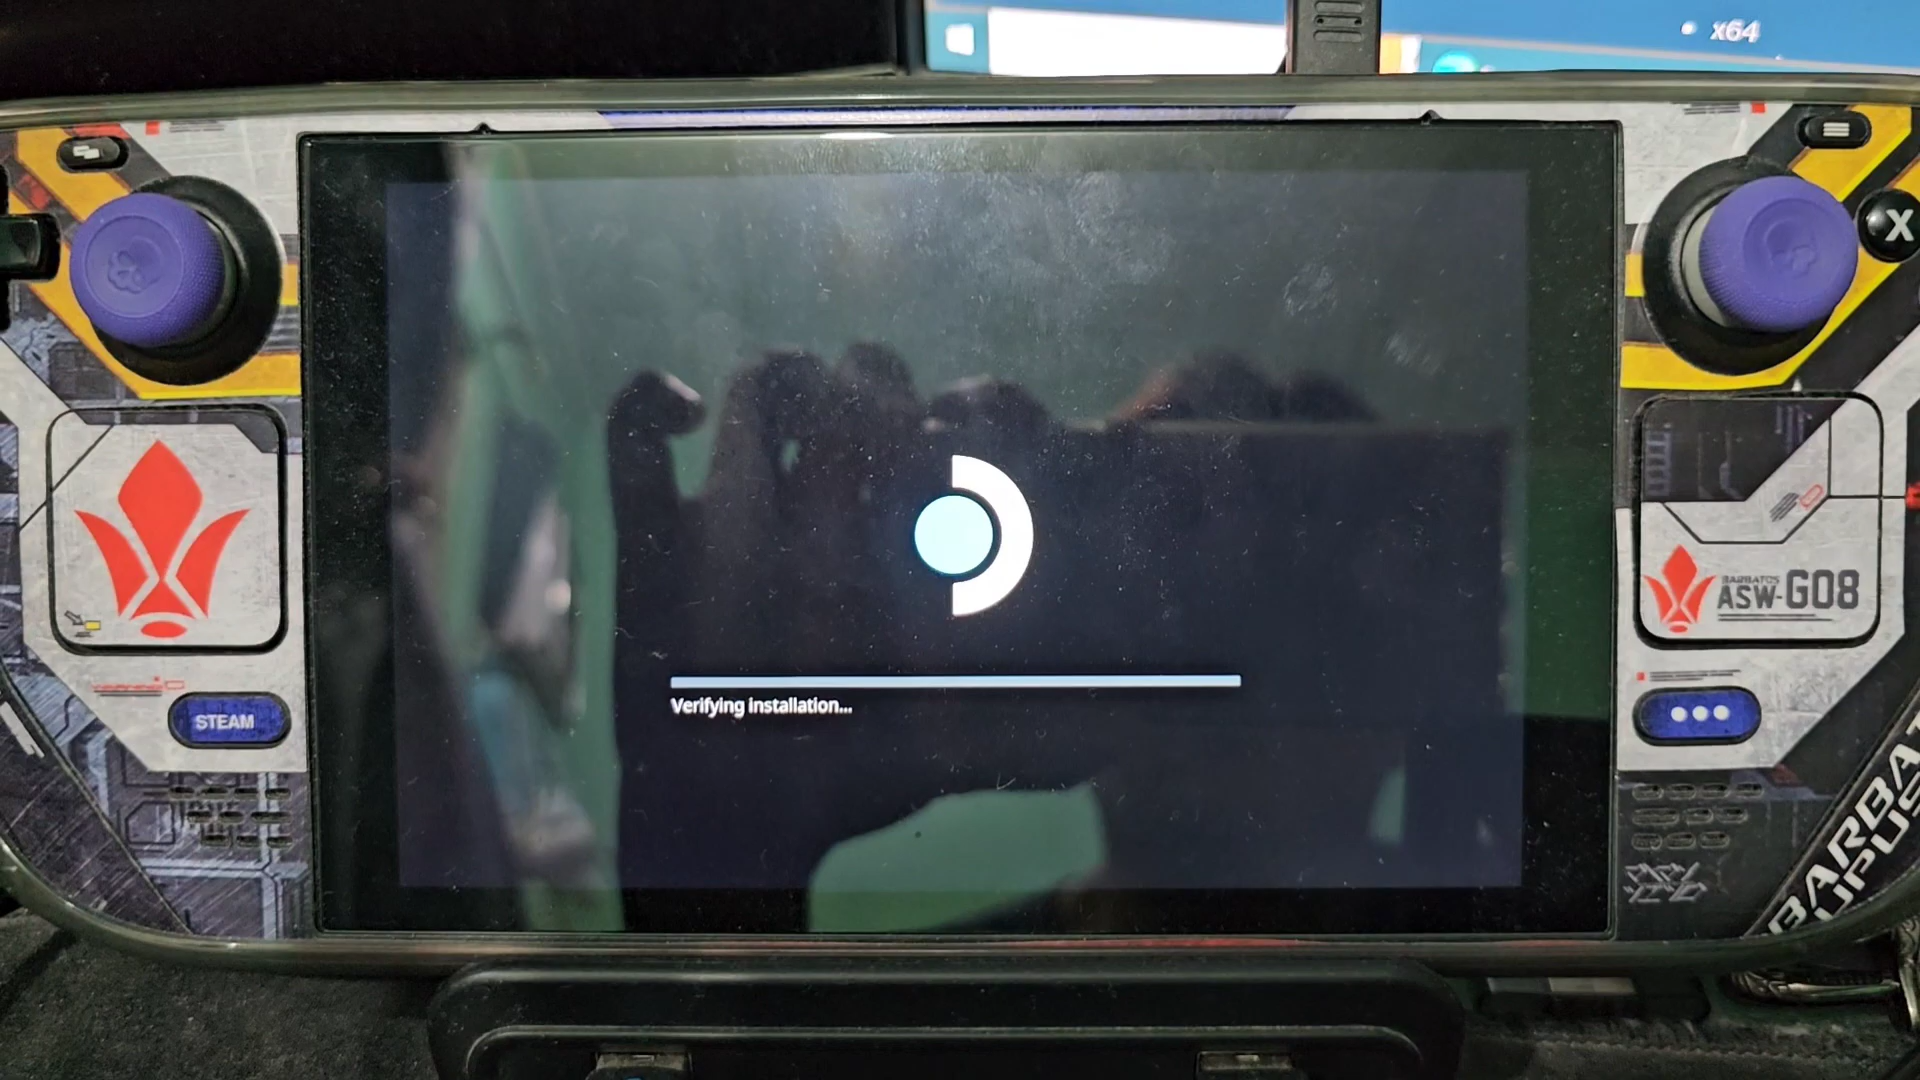 x64
X
BARBATOS
ASW-G08
Verifying installation...
STEAM
BARBAT
UPUS